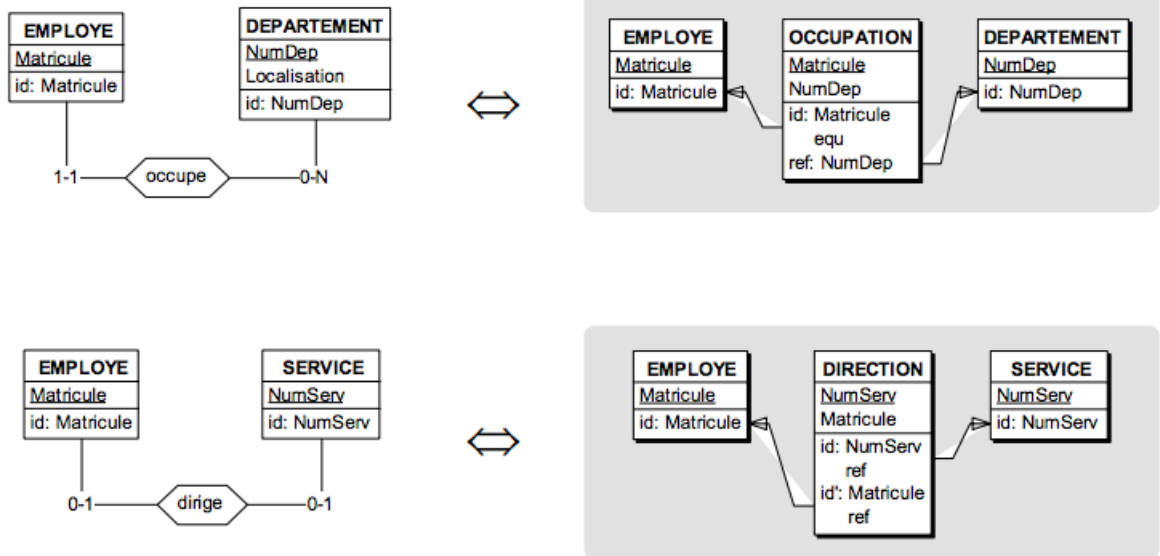 EMPLOYE
Matricule
id: Matricule
DEPARTEMENT
NumDep
Localisation
id: NumDep
1-1
occupe
0-N
⇔
EMPLOYE
Matricule
id: Matricule
OCCUPATION
Matricule
NumDep
id: Matricule
equ
ref: NumDep
DEPARTEMENT
NumDep
id: NumDep
EMPLOYE
Matricule
id: Matricule
SERVICE
NumServ
id: NumServ
0-1
dirige
0-1
⇔
EMPLOYE
Matricule
id: Matricule
DIRECTION
NumServ
Matricule
id: NumServ
ref
id': Matricule
ref
SERVICE
NumServ
id: NumServ